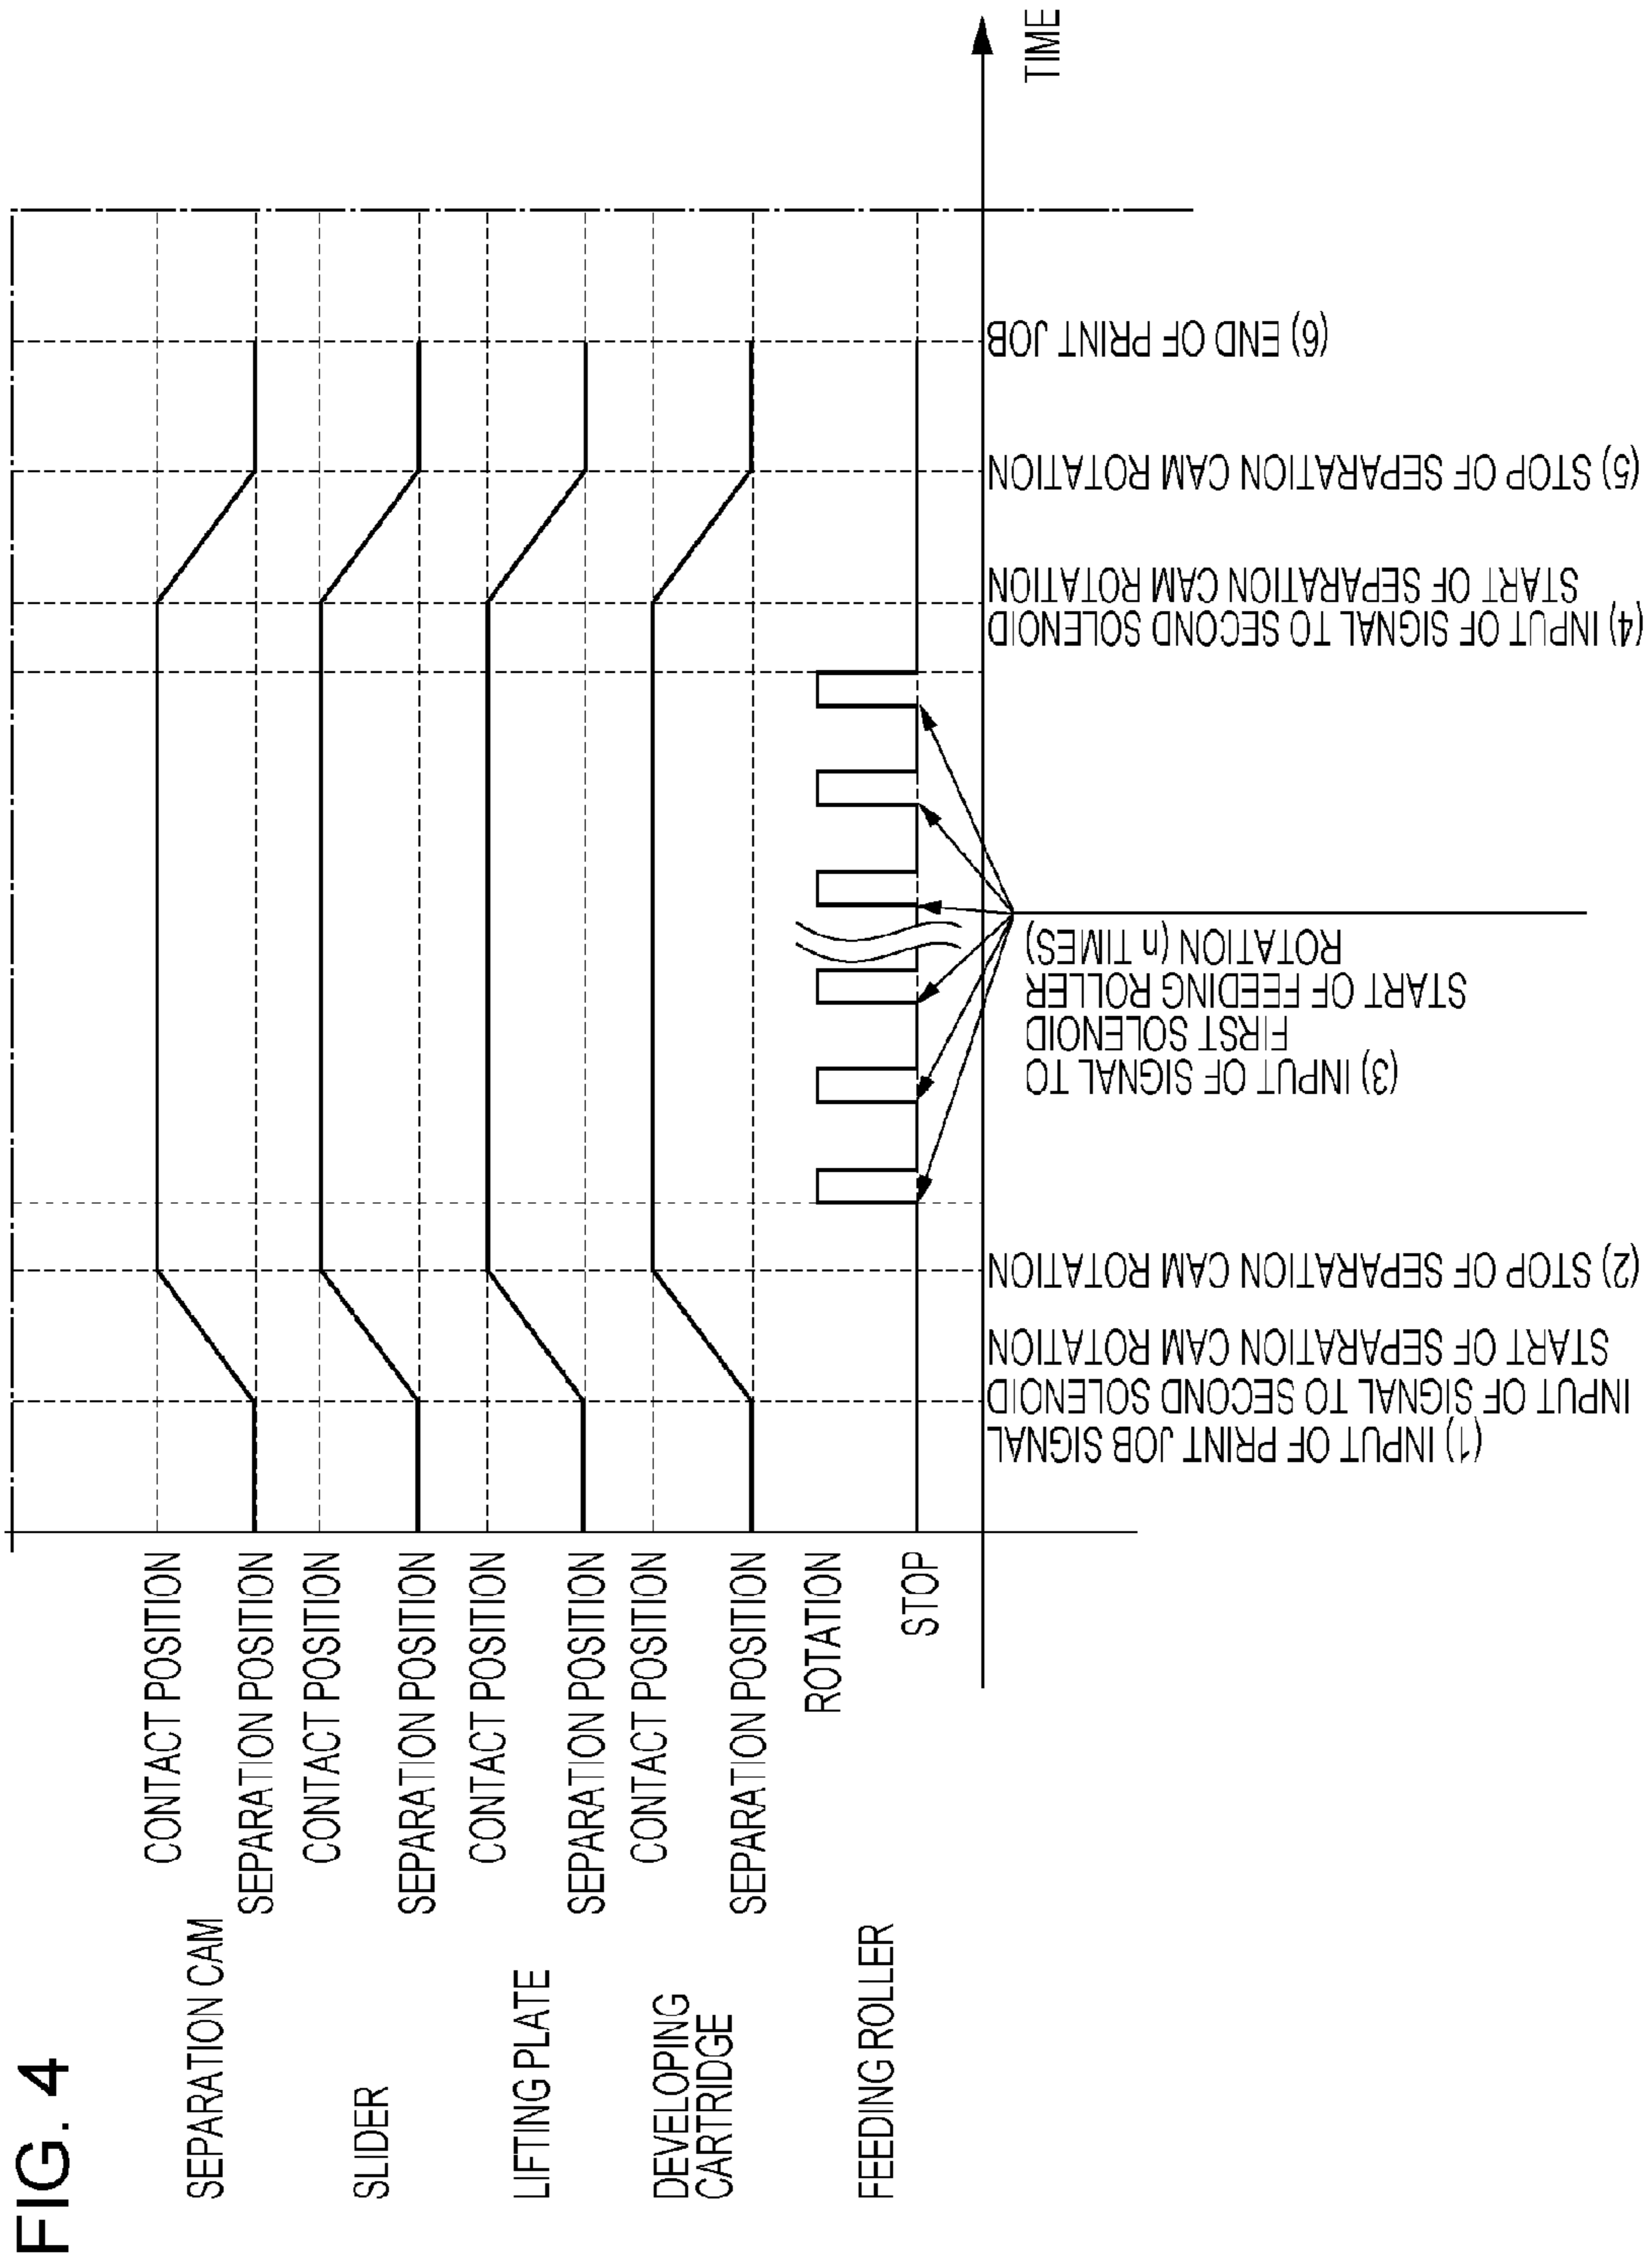 FIG. 4
SEPARATION CAM
CONTACT POSITION
SEPARATION POSITION
SLIDER
CONTACT POSITION
SEPARATION POSITION
LIFTING PLATE
CONTACT POSITION
SEPARATION POSITION
DEVELOPING
CARTRIDGE
CONTACT POSITION
SEPARATION POSITION
FEEDING ROLLER
ROTATION
STOP
TIME
(1) INPUT OF PRINT JOB SIGNAL
INPUT OF SIGNAL TO SECOND SOLENOID
START OF SEPARATION CAM ROTATION
(2) STOP OF SEPARATION CAM ROTATION
(3) INPUT OF SIGNAL TO
FIRST SOLENOID
START OF FEEDING ROLLER
ROTATION (n TIMES)
(4) INPUT OF SIGNAL TO SECOND SOLENOID
START OF SEPARATION CAM ROTATION
(5) STOP OF SEPARATION CAM ROTATION
(6) END OF PRINT JOB